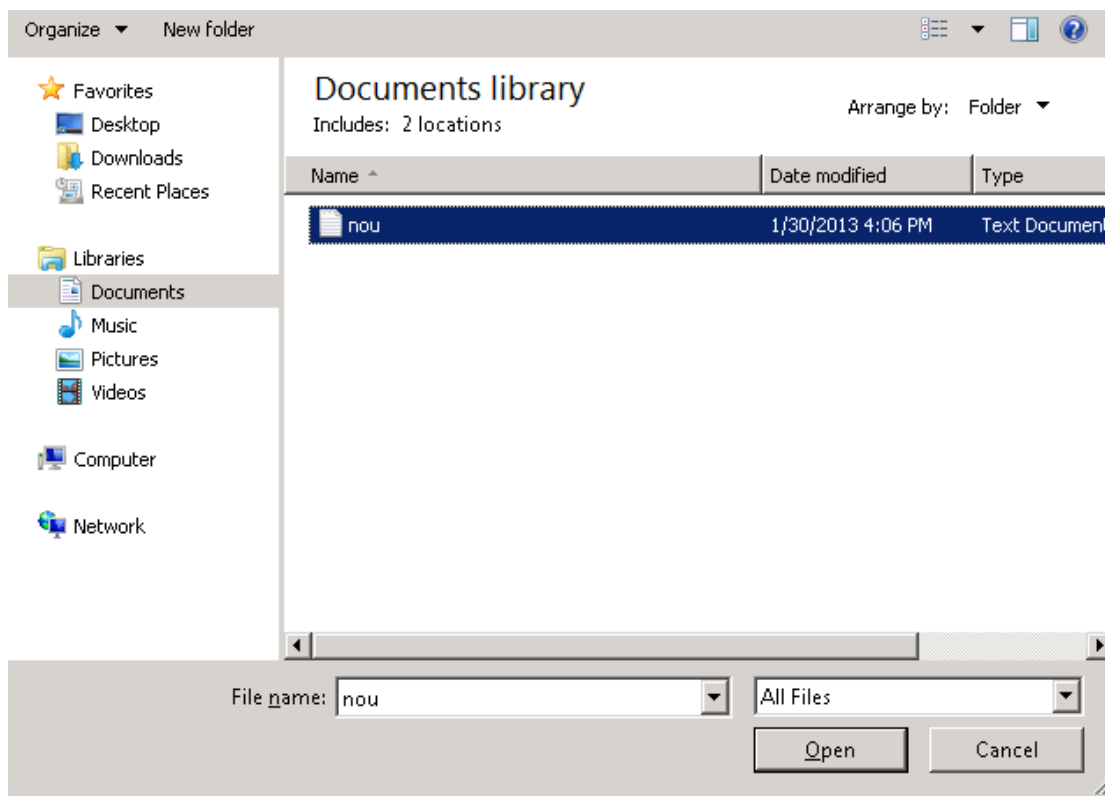 Organize New folder
Favorites
Desktop
Downloads
Recent Places
Libraries
Documents
Music
Pictures
Videos
Computer
Network
Documents library
Includes: 2 locations
Arrange by: Folder
Name Date modified Type
nou 1/30/2013 4:06 PM Text Documen
File name: nou All Files
Open Cancel